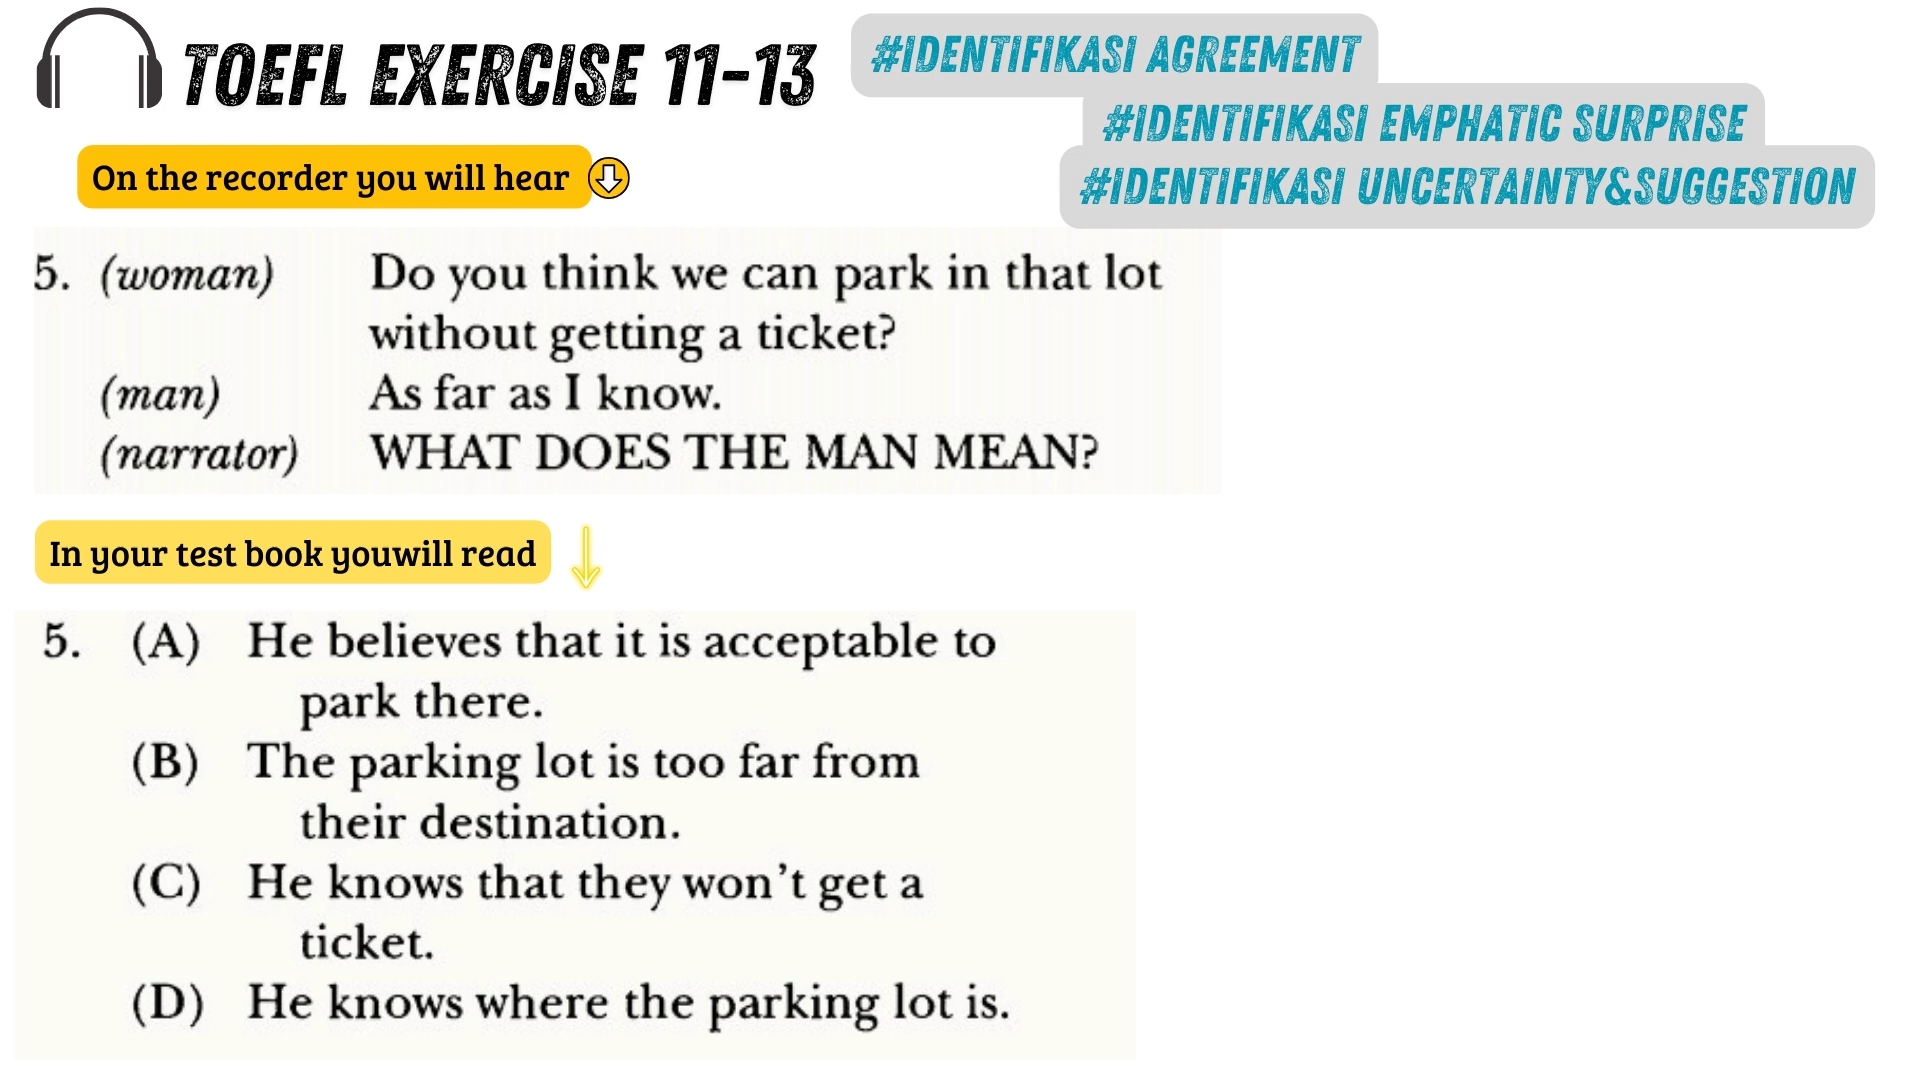 TOEFL EXERCISE 11-13
#IDENTIFIKASI AGREEMENT
#IDENTIFIKASI EMPHATIC SURPRISE
#IDENTIFIKASI UNCERTAINTY&SUGGESTION
On the recorder you will hear
5. (woman) Do you think we can park in that lot
without getting a ticket?
(man) As far as I know.
(narrator) WHAT DOES THE MAN MEAN?
In your test book youwill read
5. (A) He believes that it is acceptable to
park there.
(B) The parking lot is too far from
their destination.
(C) He knows that they won't get a
ticket.
(D) He knows where the parking lot is.